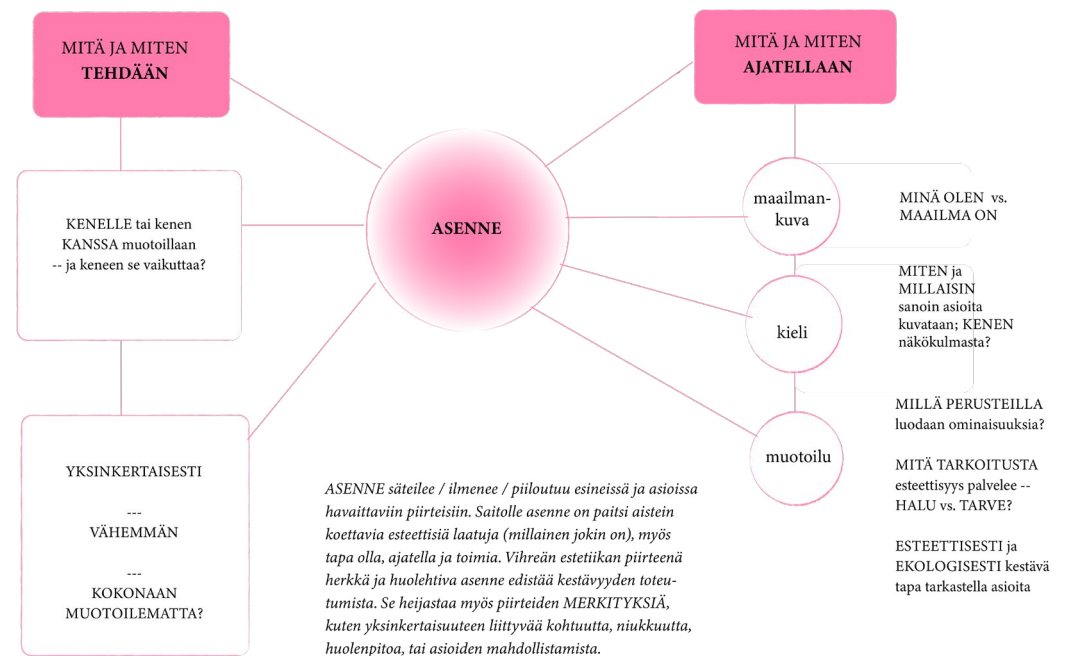 MITÄ JA MITEN
TEHDÄÄN
KENELLE tai kenen
KANSSA muotoillaan
-- ja keneen se vaikuttaa?
YKSINKERTAISESTI
---
VÄHEMMÄN
---
KOKONAAN
MUOTOILEMATTA?
ASENNE
MITÄ JA MITEN
AJATELLAAN
maailman-
kuva
MINÄ OLEN vs.
MAAILMA ON
kieli
MITEN ja
MILLAISIN
sanoin asioita
kuvataan; KENEN
näkökulmasta?
muotoilu
MILLÄ PERUSTEILLA
luodaan ominaisuuksia?
MITÄ TARKOITUSTA
esteettisyys palvelee --
HALU vs. TARVE?
ESTEETTISESTI ja
EKOLOGISESTI kestävä
tapa tarkastella asioita
ASENNE säteilee / ilmenee / piiloutuu esineissä ja asioissa
havaittaviin piirteisiin. Saitolle asenne on paitsi aistein
koettavia esteettisiä laatuja (millainen jokin on), myös
tapa olla, ajatella ja toimia. Vihreän estetiikan piirteenä
herkkä ja huolehtiva asenne edistää kestävyyden toteu-
tumista. Se heijastaa myös piirteiden MERKITYKSIÄ,
kuten yksinkertaisuuteen liittyvää kohtuutta, niukkuutta,
huolenpitoa, tai asioiden mahdollistamista.